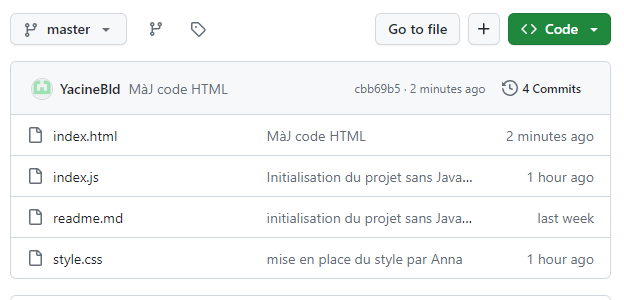 master Go to file Code
YacineBld MàJ code HTML cbb69b5 · 2 minutes ago 4 Commits
index.html MàJ code HTML 2 minutes ago
index.js Initialisation du projet sans Java... 1 hour ago
readme.md initialisation du projet sans Java... last week
style.css mise en place du style par Anna 1 hour ago